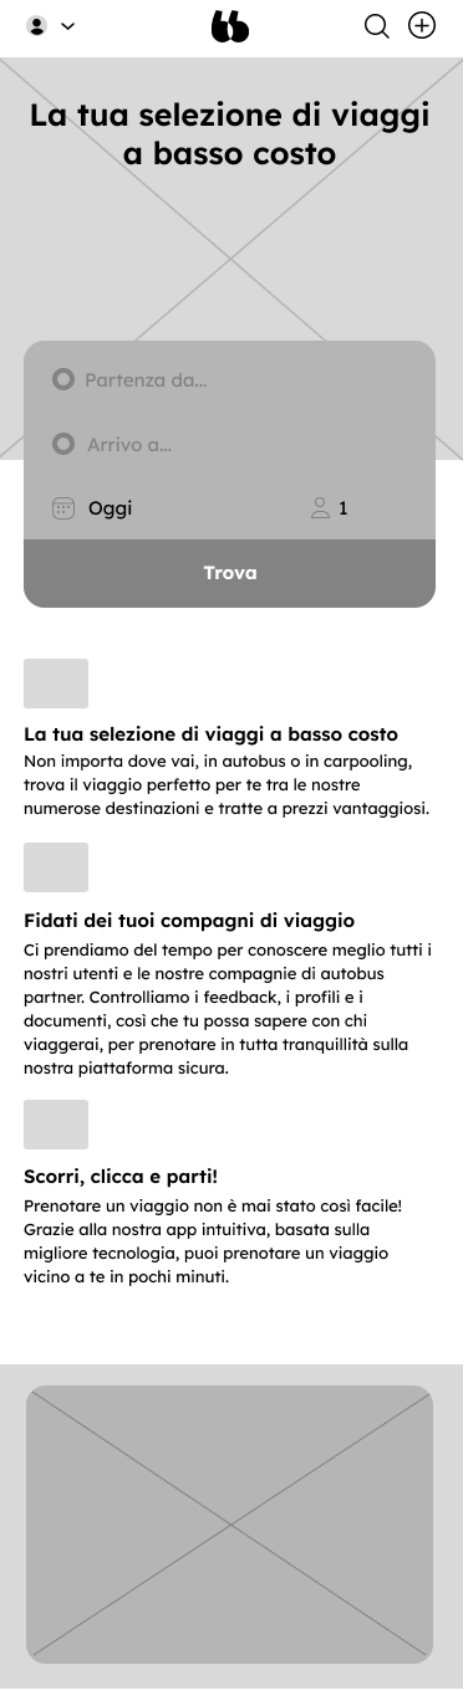 La tua selezione di viaggi
a basso costo
Partenza da...
Arrivo a...
Oggi
1
Trova
La tua selezione di viaggi a basso costo
Non importa dove vai, in autobus o in carpooling,
trova il viaggio perfetto per te tra le nostre
numerose destinazioni e tratte a prezzi vantaggiosi.
Fidati dei tuoi compagni di viaggio
Ci prendiamo del tempo per conoscere meglio tutti i
nostri utenti e le nostre compagnie di autobus
partner. Controlliamo i feedback, i profili e i
documenti, così che tu possa sapere con chi
viaggerai, per prenotare in tutta tranquillità sulla
nostra piattaforma sicura.
Scorri, clicca e parti!
Prenotare un viaggio non è mai stato così facile!
Grazie alla nostra app intuitiva, basata sulla
migliore tecnologia, puoi prenotare un viaggio
vicino a te in pochi minuti.